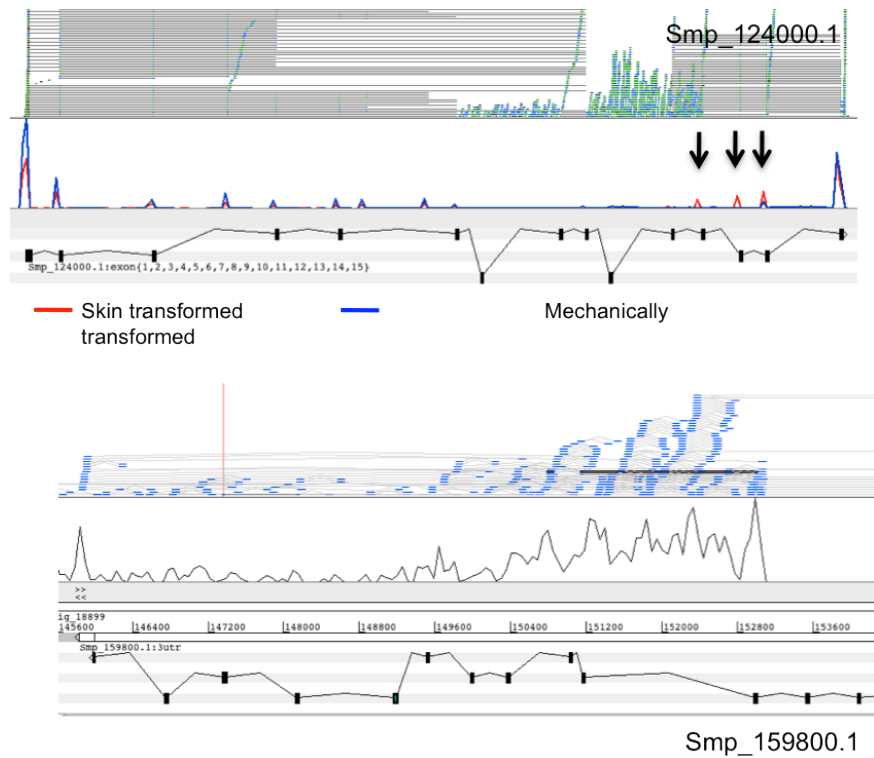 Smp_124000.1
Smp_124000.1:exon{1,2,3,4,5,6,7,8,9,10,11,12,13,14,15}
Skin transformed Mechanically
transformed
>>
<<
ig_18899
145600 146400 147200 148000 148800 149600 150400 151200 152000 152800 153600
Smp_159800.1:3utr
Smp_159800.1